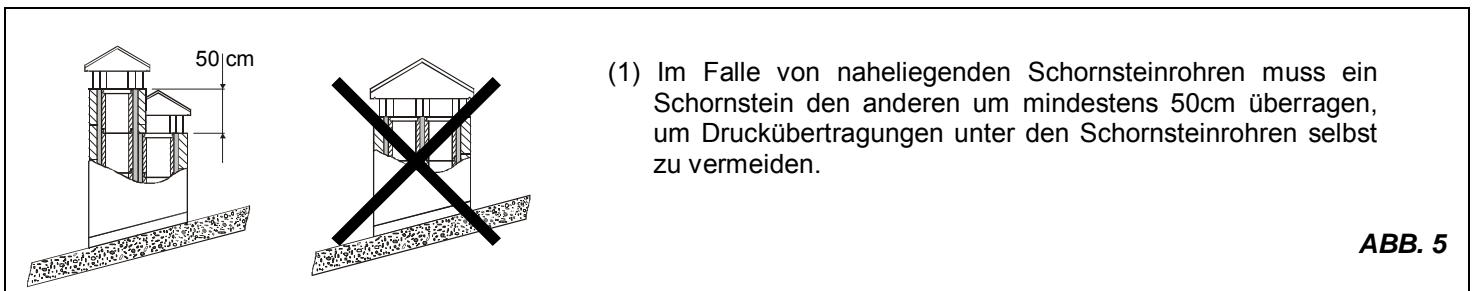 50 cm
(1) Im Falle von naheliegenden Schornsteinrohren muss ein
Schornstein den anderen um mindestens 50cm überragen,
um Druckübertragungen unter den Schornsteinrohren selbst
zu vermeiden.
ABB. 5